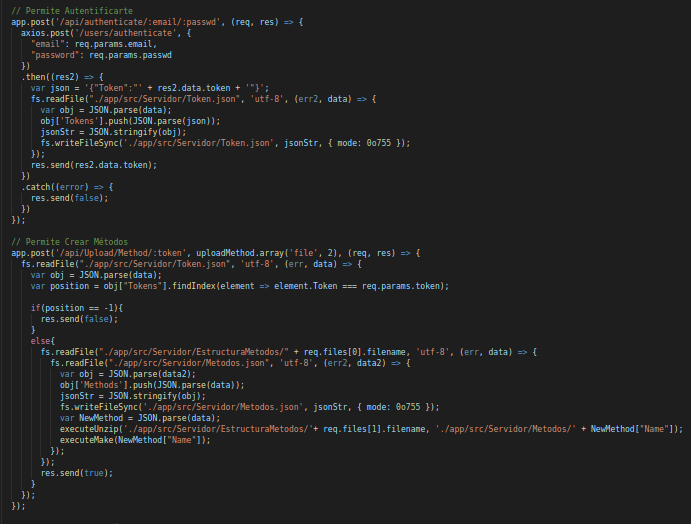 // Permite Autentificarte
app.post('/api/authenticate/:email/:passwd', (req, res) => {
  axios.post('/users/authenticate', {
    "email": req.params.email,
    "password": req.params.passwd
  })
  .then((res2) => {
    var json = '{"Token":"' + res2.data.token + '"}';
    fs.readFile("./app/src/Servidor/Token.json", 'utf-8', (err2, data) => {
      var obj = JSON.parse(data);
      obj['Tokens'].push(JSON.parse(json));
      jsonStr = JSON.stringify(obj);
      fs.writeFileSync('./app/src/Servidor/Token.json', jsonStr, { mode: 0o755 });
    });
    res.send(res2.data.token);
  })
  .catch((error) => {
    res.send(false);
  })
});

// Permite Crear Métodos
app.post('/api/Upload/Method/:token', uploadMethod.array('file', 2), (req, res) => {
  fs.readFile("./app/src/Servidor/Token.json", 'utf-8', (err, data) => {
    var obj = JSON.parse(data);
    var position = obj["Tokens"].findIndex(element => element.Token === req.params.token);

    if(position == -1){
      res.send(false);
    }
    else{
      fs.readFile("./app/src/Servidor/EstructuraMetodos/" + req.files[0].filename, 'utf-8', (err, data) => {
        fs.readFile("./app/src/Servidor/Metodos.json", 'utf-8', (err2, data2) => {
          var obj = JSON.parse(data2);
          obj['Methods'].push(JSON.parse(data));
          jsonStr = JSON.stringify(obj);
          fs.writeFileSync('./app/src/Servidor/Metodos.json', jsonStr, { mode: 0o755 });
          var NewMethod = JSON.parse(data);
          executeUnzip('./app/src/Servidor/EstructuraMetodos/'+ req.files[1].filename, './app/src/Servidor/Metodos/' + NewMethod["Name"]);
          executeMake(NewMethod["Name"]);
        });
      });
      res.send(true);
    }
  });
});